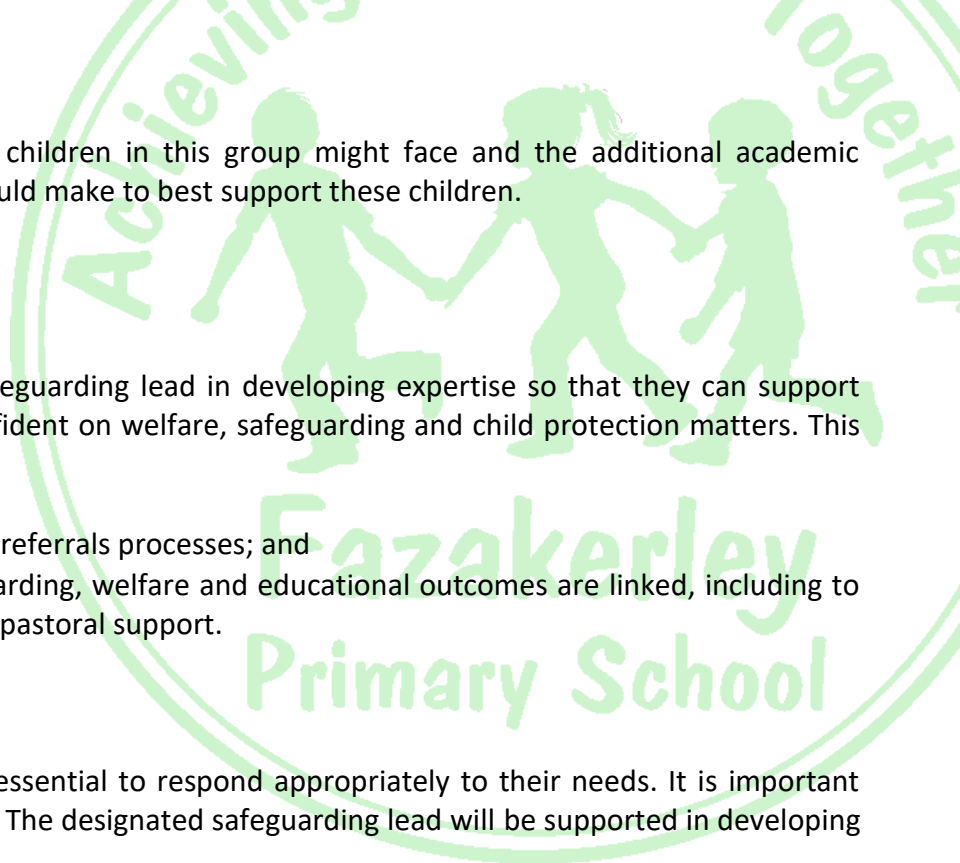 Achieving Together
children in this group might face and the additional academic
ould make to best support these children.
eguarding lead in developing expertise so that they can support
fident on welfare, safeguarding and child protection matters. This
referrals processes; and
arding, welfare and educational outcomes are linked, including to
pastoral support.
Fazakerley
Primary School
essential to respond appropriately to their needs. It is important
The designated safeguarding lead will be supported in developing